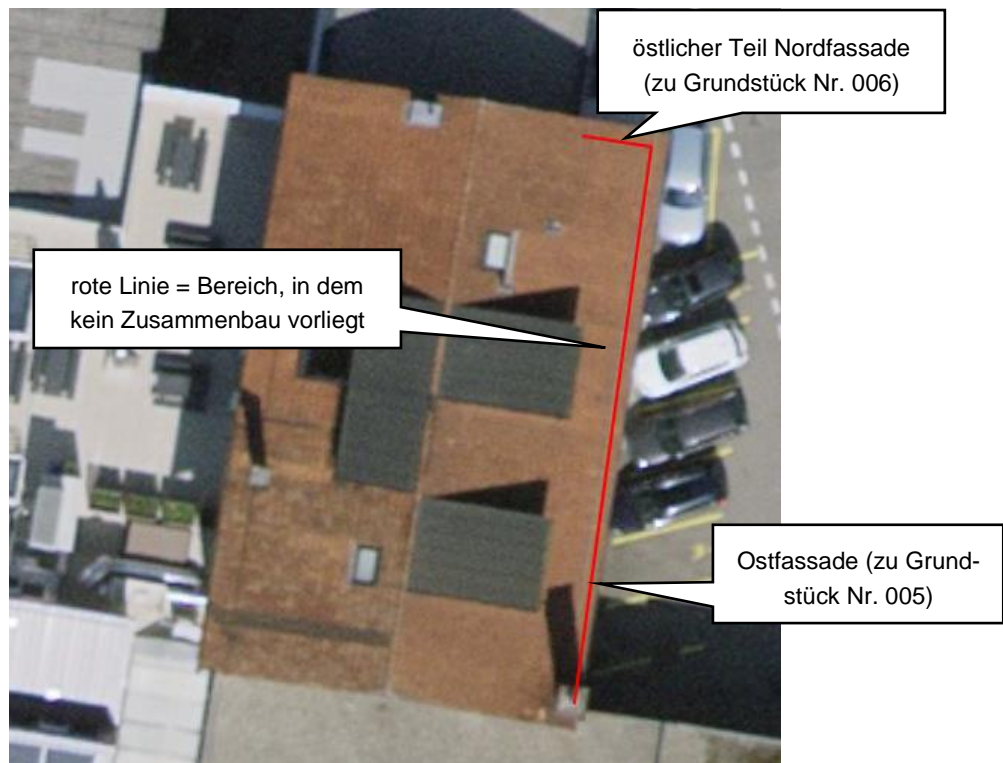 östlicher Teil Nordfassade
(zu Grundstück Nr. 006)
rote Linie = Bereich, in dem
kein Zusammenbau vorliegt
Ostfassade (zu Grund-
stück Nr. 005)